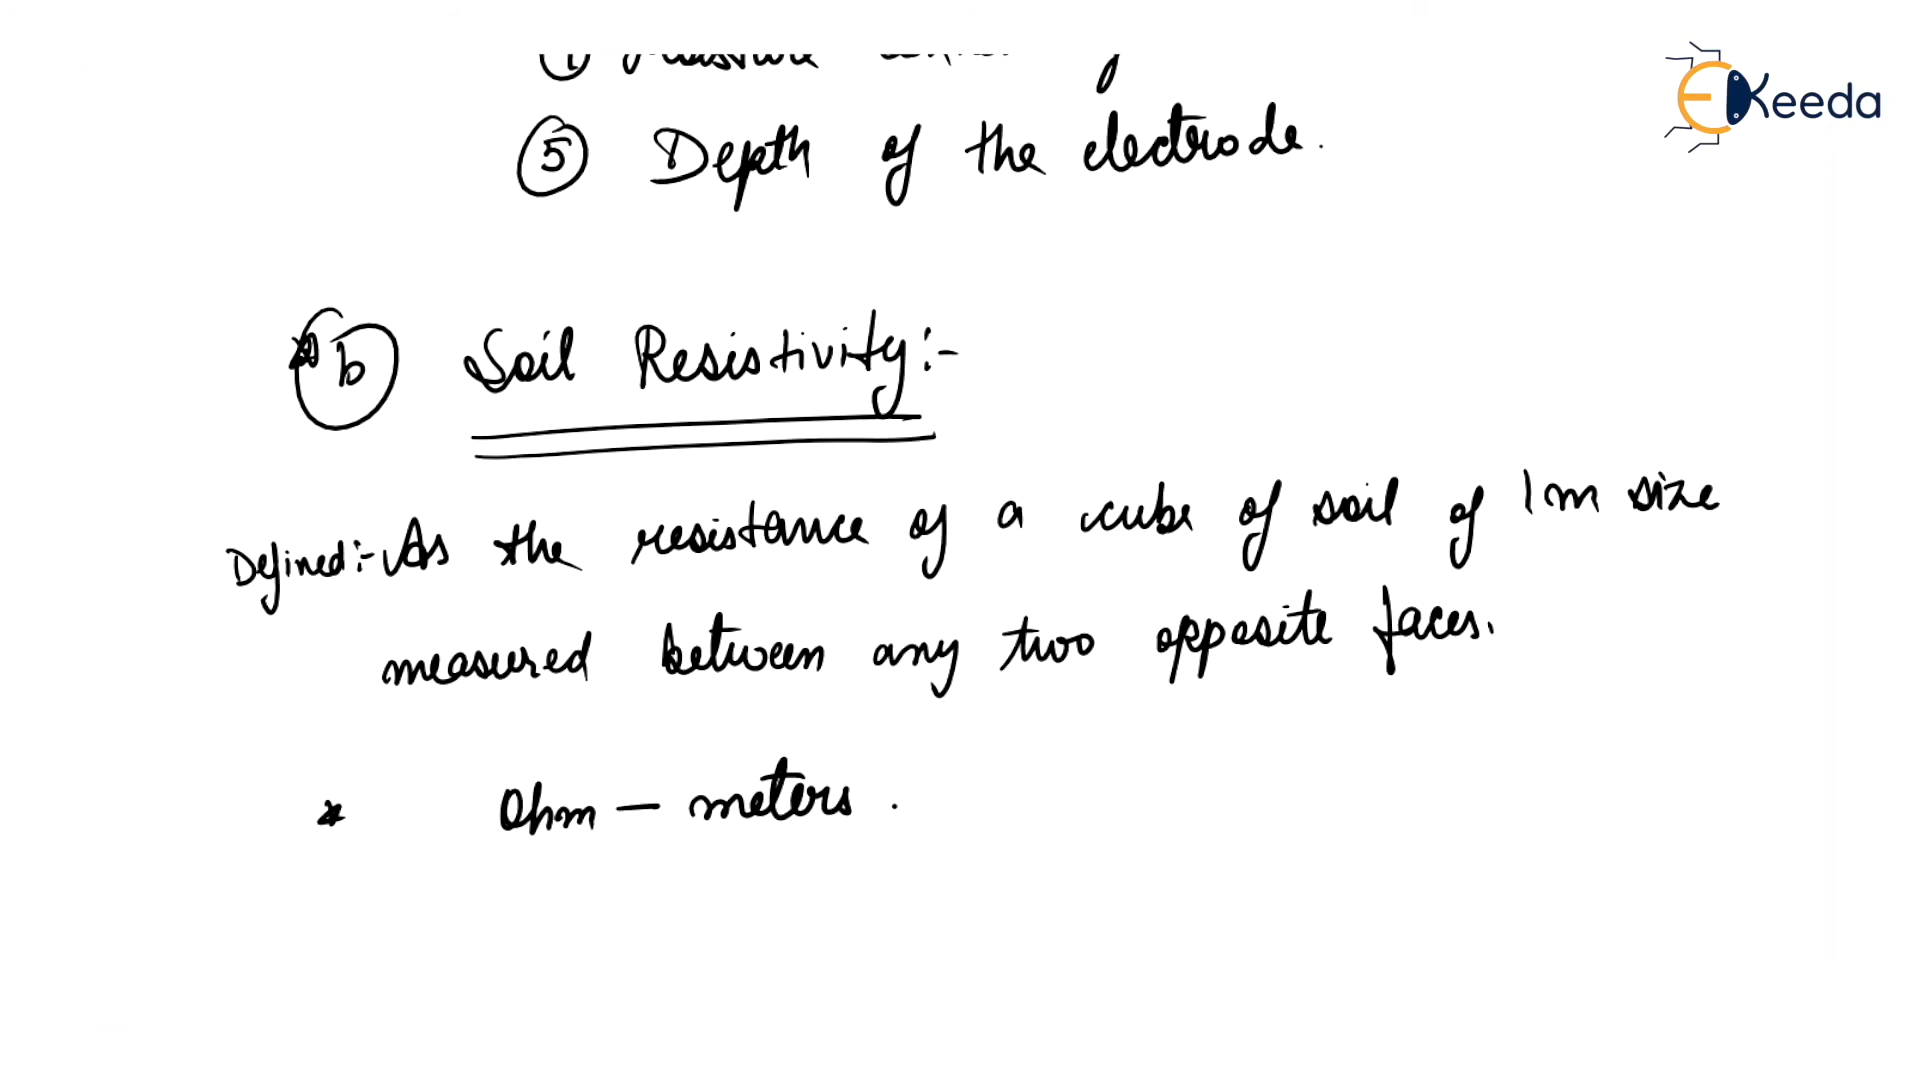 ⑤ Depth of the electrode.
EKeeda
b Soil Resistivity:-
Defined:- As the resistance of a cube of soil of 1m size
measured between any two opposite faces.
* Ohm - meters.